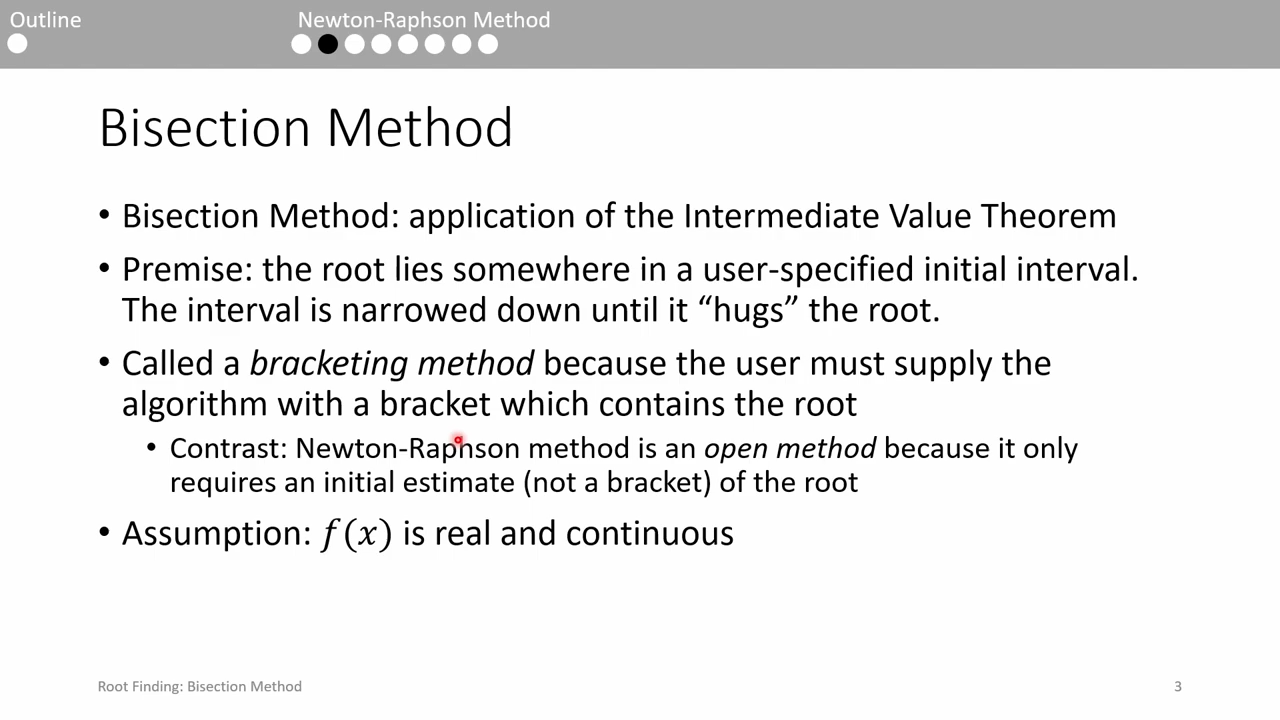 Outline
Newton-Raphson Method
Bisection Method
• Bisection Method: application of the Intermediate Value Theorem
• Premise: the root lies somewhere in a user-specified initial interval.
The interval is narrowed down until it “hugs” the root.
• Called a bracketing method because the user must supply the
algorithm with a bracket which contains the root
• Contrast: Newton-Raphson method is an open method because it only
requires an initial estimate (not a bracket) of the root
• Assumption: 𝑓(𝑥) is real and continuous
Root Finding: Bisection Method
3